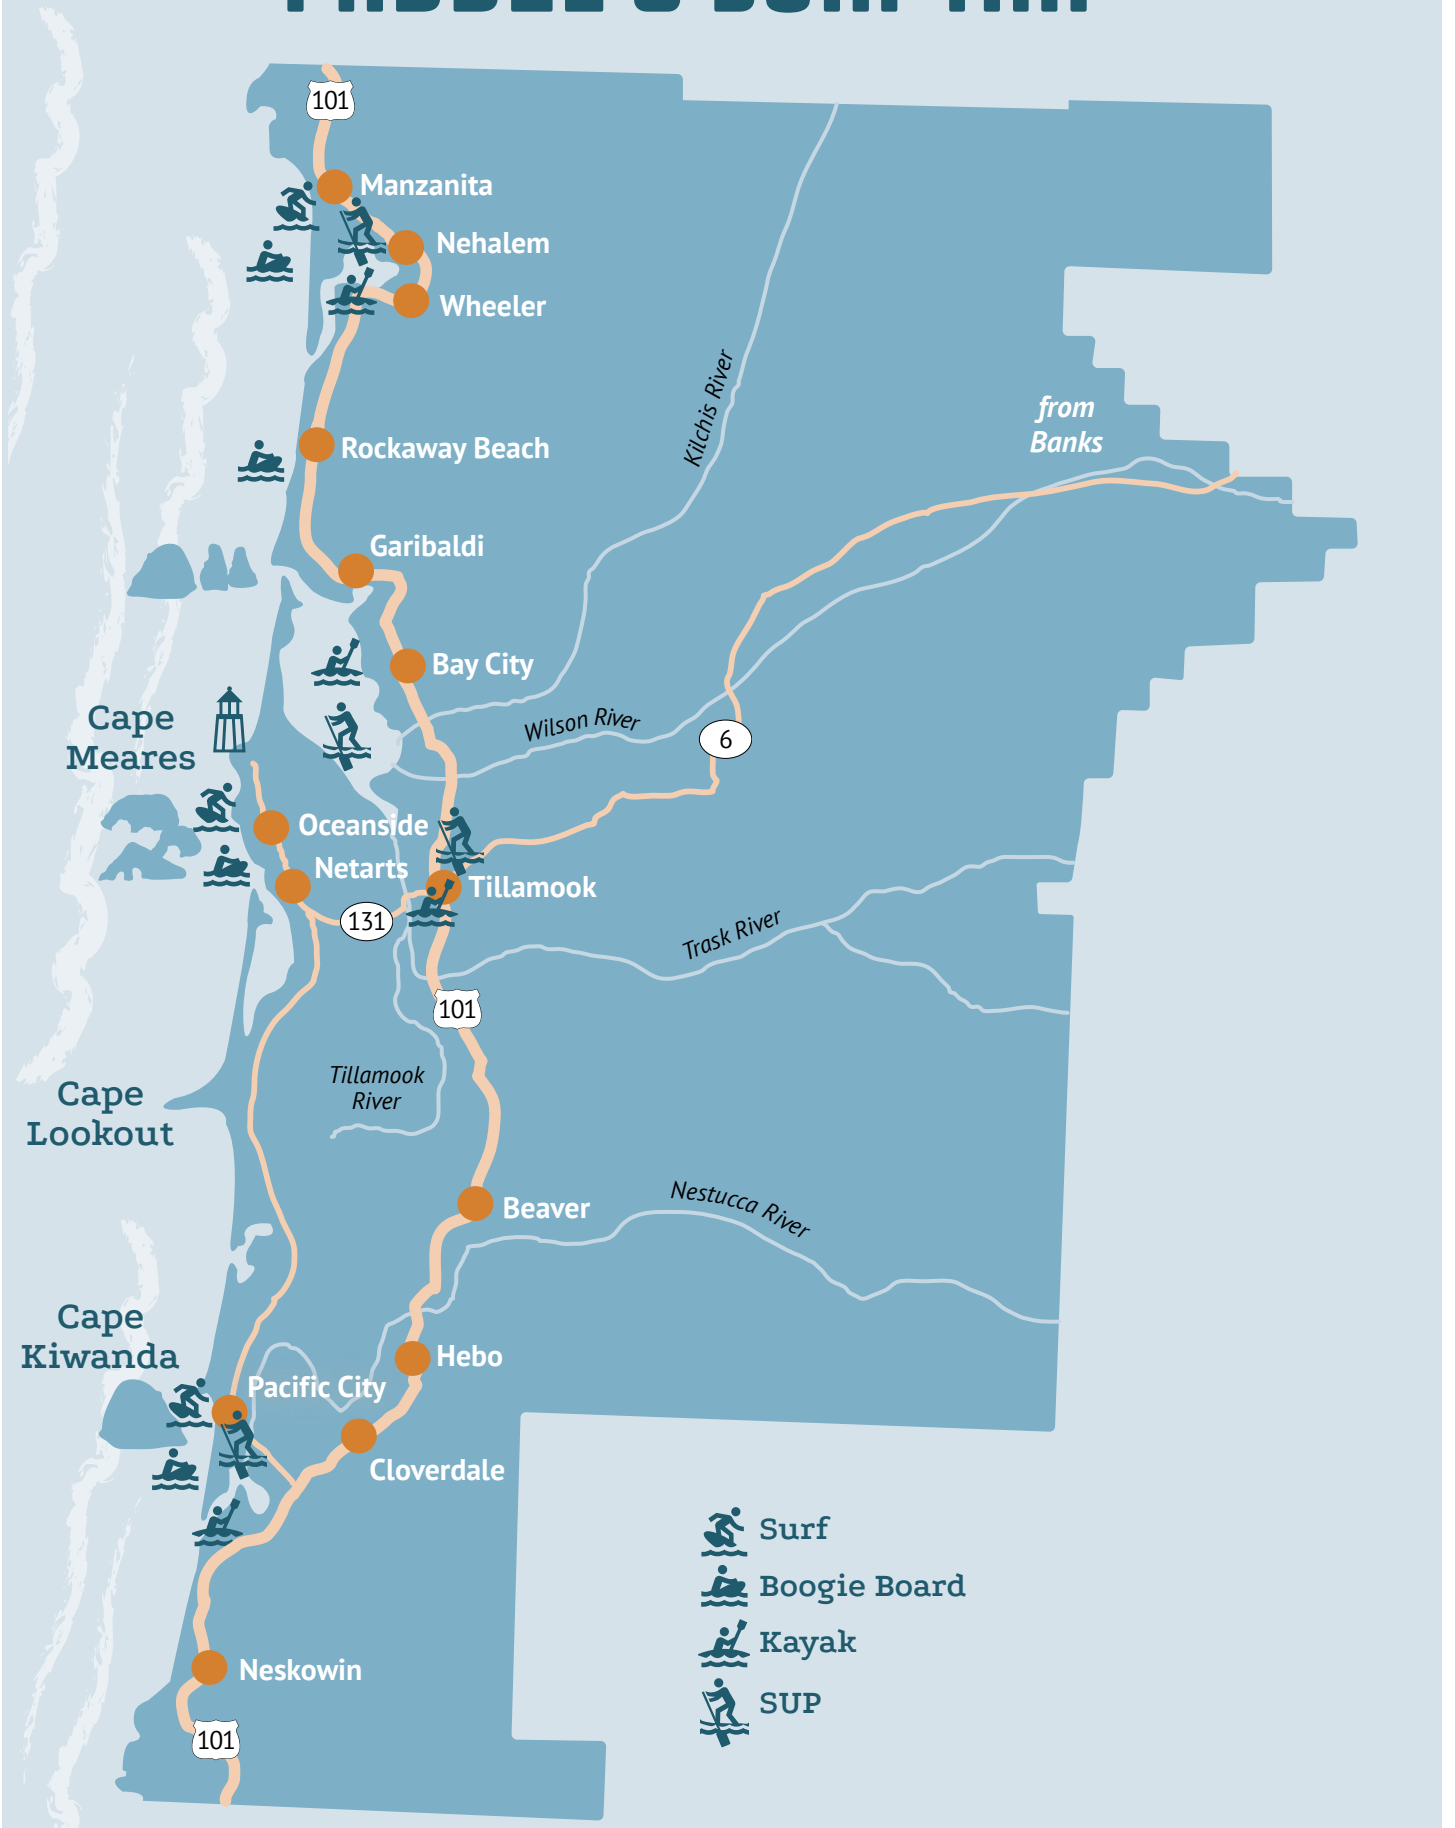 101
Manzanita
Nehalem
Wheeler
Kilchis River
from
Banks
Rockaway Beach
Garibaldi
Bay City
Cape
Meares
Wilson River
6
Oceanside
Netarts
Tillamook
131
Trask River
101
Tillamook
River
Cape
Lookout
Beaver
Nestucca River
Cape
Kiwanda
Hebo
Pacific City
Cloverdale
Surf
Boogie Board
Kayak
SUP
Neskowin
101